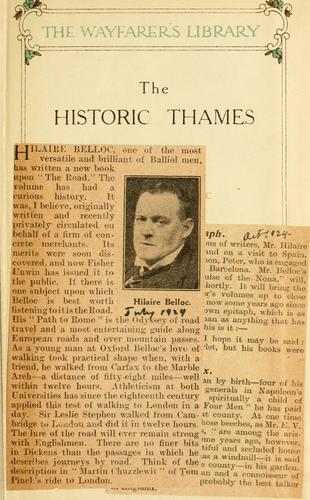 THE WAYFARER'S LIBRARY
The
HISTORIC THAMES
HILAIRE BELLOC, one of the most
versatile and brilliant of Balliol men,
has written a new book
upon "The Road." The
volume has had a
curious history. It
was, I believe, originally
written and recently
privately circulated on
behalf of a firm of con-
crete merchants. Its
merits were soon dis-
covered, and now Fisher
Unwin has issued it to
the public. If there is
one subject upon which
Belloc is best worth
listening to it is the Road.
His "Path to Rome" is the Odyssey of road
travel and a most entertaining guide along
European roads and over mountain passes.
As a young man at Oxford Belloc's love of
walking took practical shape when, with a
friend, he walked from Carfax to the Marble
Arch—a distance of fifty-eight miles—well
within twelve hours. Athleticism at both
Universities has since the eighteenth century
applied this test of walking to London in a
day. Sir Leslie Stephen walked from Cam-
bridge to London and did it in twelve hours.
The lure of the road will ever remain strong
with Englishmen. There are no finer bits
in Dickens than the passages in which he
describes journeys by road. Think of the
description in "Martin Chuzzlewit" of Tom
Pinch's ride to London.
Hilaire Belloc.
July 1924
aph.
Oct. 1924-
us of writers, Mr. Hilaire
und on a visit to Spain,
son, Peter, who is engaged
Barcelona. Mr. Belloc's
uise of the Nona," will,
hortly. It will bring the
t's volumes up to close
now some years ago since
own epitaph, which is as
an as anything that has
his is it:—
I hope it may be said:
let, but his books were
x.
an by birth—four of his
generals in Napoleon's
spiritually a child of
Four Men" he has paid
t county. At one time
hose beeches, as Mr. E. V.
"are among the aris-
ne years ago, however,
tiful and secluded house
as a windmill—it is said
e county—in his garden.
an and a connoisseur of
probably the best talker